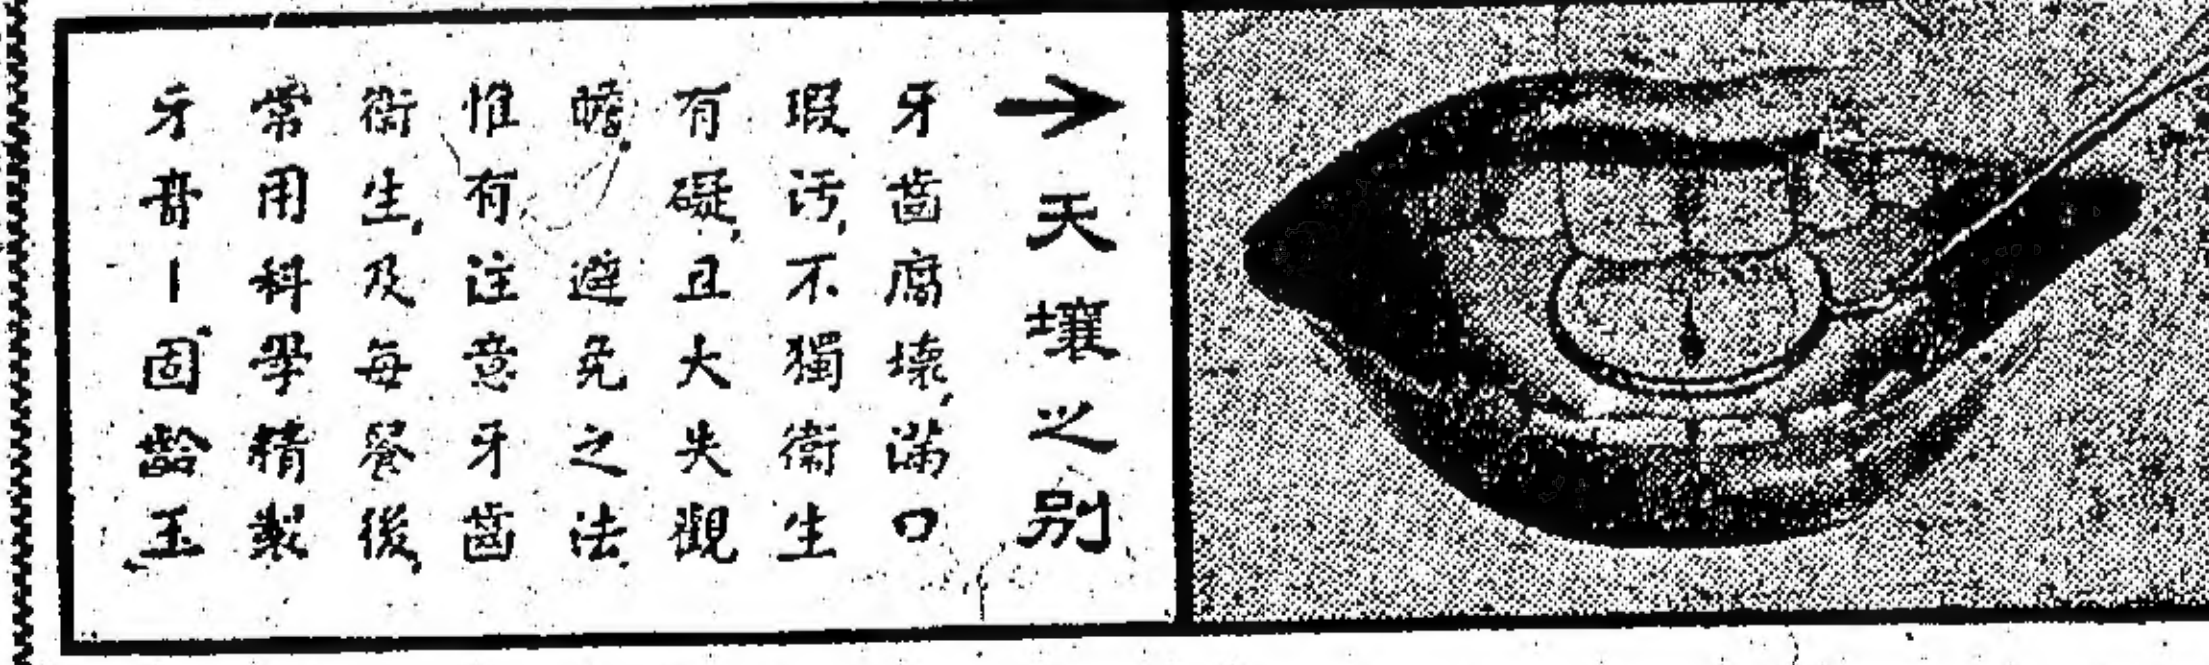 →天壤之别
牙齒腐壞,滿口
瑕汚,不獨衛生
有礙,且大失觀
瞻,避免之法,
惟有注意牙齒
衛生,及每餐後,
常用科學精製
牙膏—固齡玉,